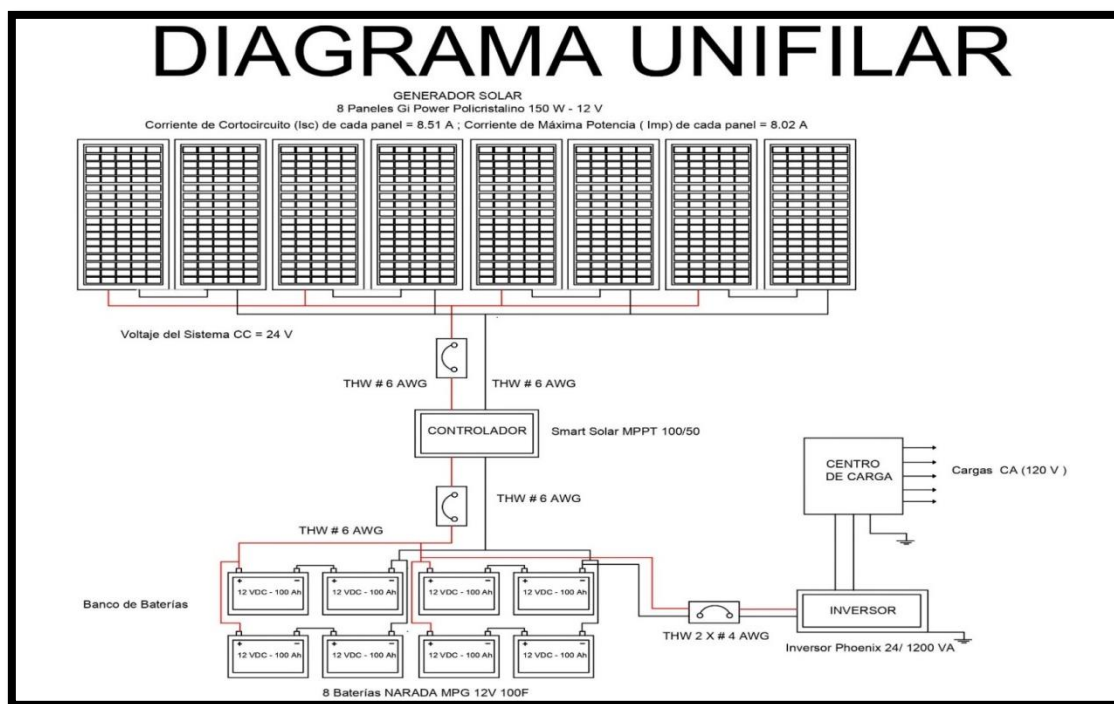 DIAGRAMA UNIFILAR
GENERADOR SOLAR
8 Paneles Gi Power Policristalino 150 W - 12 V
Corriente de Cortocircuito (Isc) de cada panel = 8.51 A ; Corriente de Máxima Potencia ( Imp) de cada panel = 8.02 A
Voltaje del Sistema CC = 24 V
THW # 6 AWG
THW # 6 AWG
CONTROLADOR
Smart Solar MPPT 100/50
THW # 6 AWG
THW # 6 AWG
CENTRO
DE CARGA
Cargas CA (120 V )
Banco de Baterías
+ -
12 VDC - 100 Ah
+ -
12 VDC - 100 Ah
+ -
12 VDC - 100 Ah
+ -
12 VDC - 100 Ah
+ -
12 VDC - 100 Ah
+ -
12 VDC - 100 Ah
+ -
12 VDC - 100 Ah
+ -
12 VDC - 100 Ah
8 Baterías NARADA MPG 12V 100F
THW 2 X # 4 AWG
INVERSOR
Inversor Phoenix 24/ 1200 VA